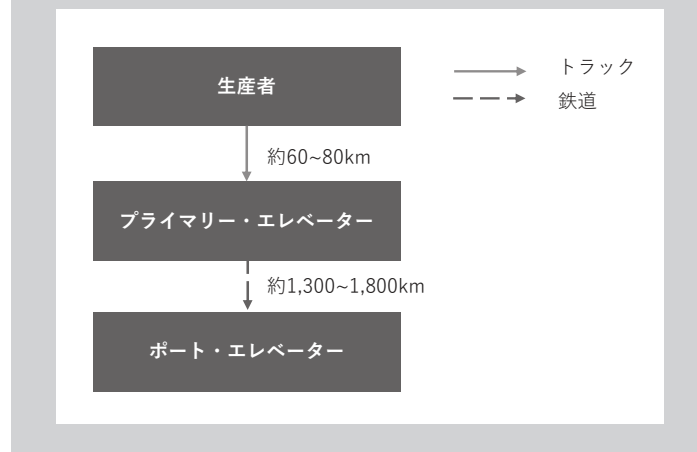 生産者
トラック
鉄道
約60~80km
プライマリー・エレベーター
約1,300~1,800km
ポート・エレベーター